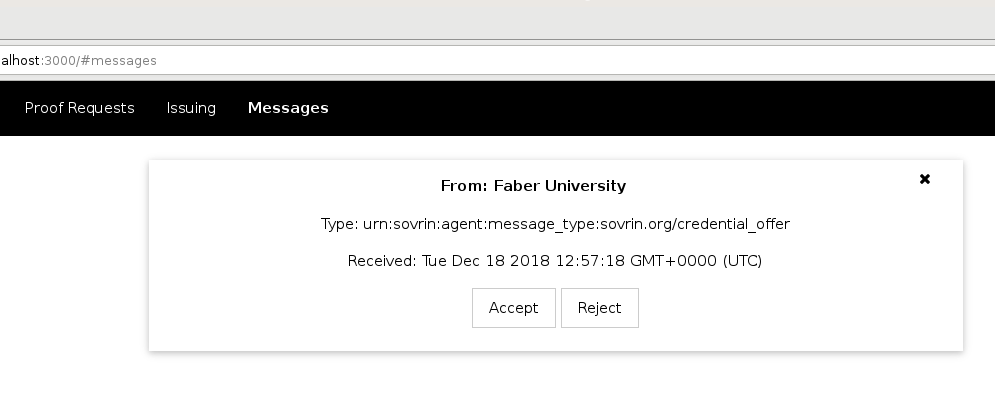 alhost:3000/#messages
Proof Requests Issuing Messages
From: Faber University
Type: urn:sovrin:agent:message_type:sovrin.org/credential_offer
Received: Tue Dec 18 2018 12:57:18 GMT+0000 (UTC)
Accept Reject